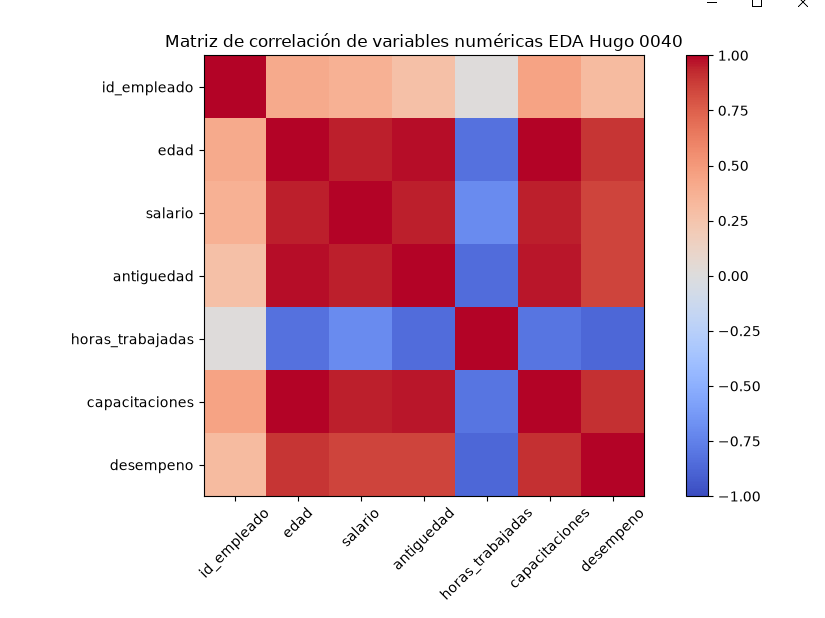 Matriz de correlación de variables numéricas EDA Hugo 0040
id_empleado
edad
salario
antiguedad
horas_trabajadas
capacitaciones
desempeno
id_empleado
edad
salario
antiguedad
horas_trabajadas
capacitaciones
desempeno
1.00
0.75
0.50
0.25
0.00
−0.25
−0.50
−0.75
−1.00